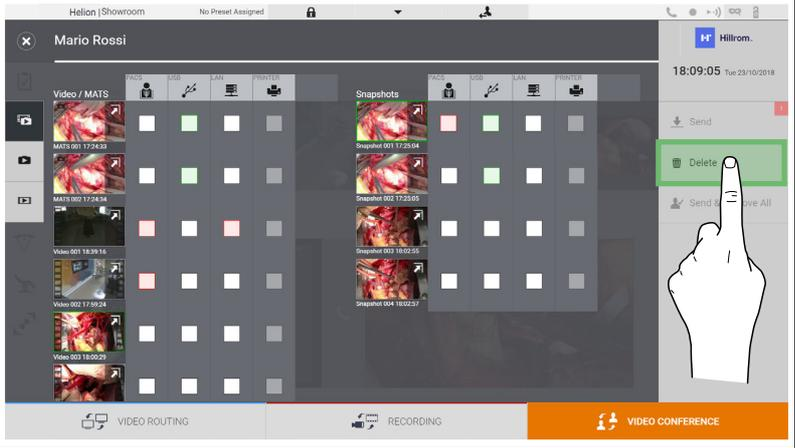 Helion | Showroom
No Preset Assigned
Mario Rossi
Hillrom.
18:09:05 Tue 23/10/2018
Video / MATS
PACS USB LAN PRINTER
Snapshots
PACS USB LAN PRINTER
MATS 001 17:24:33
Snapshot 001 17:25:04
MATS 002 17:24:34
Snapshot 002 17:25:05
Video 001 18:39:16
Snapshot 003 18:02:55
Video 002 17:59:24
Snapshot 004 18:02:57
Video 003 18:00:29
Send
Delete
Send & ove All
VIDEO ROUTING
RECORDING
VIDEO CONFERENCE